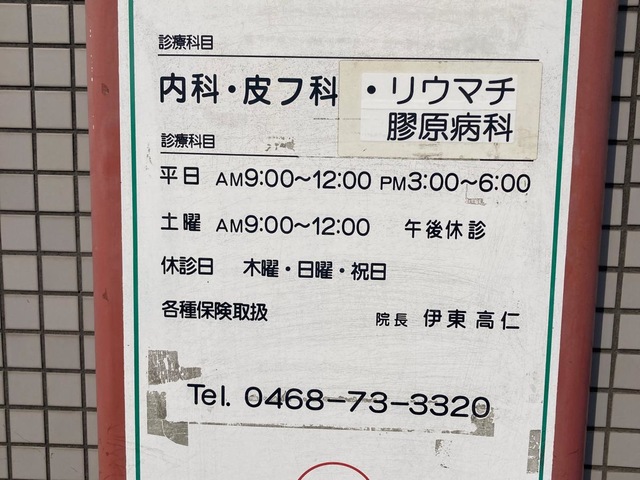 診療科目
内科・皮フ科・リウマチ
膠原病科
診療科目
平日 AM9:00〜12:00 PM3:00〜6:00
土曜 AM9:00〜12:00 午後休診
休診日 木曜・日曜・祝日
各種保険取扱 院長 伊東高仁
Tel. 0468-73-3320